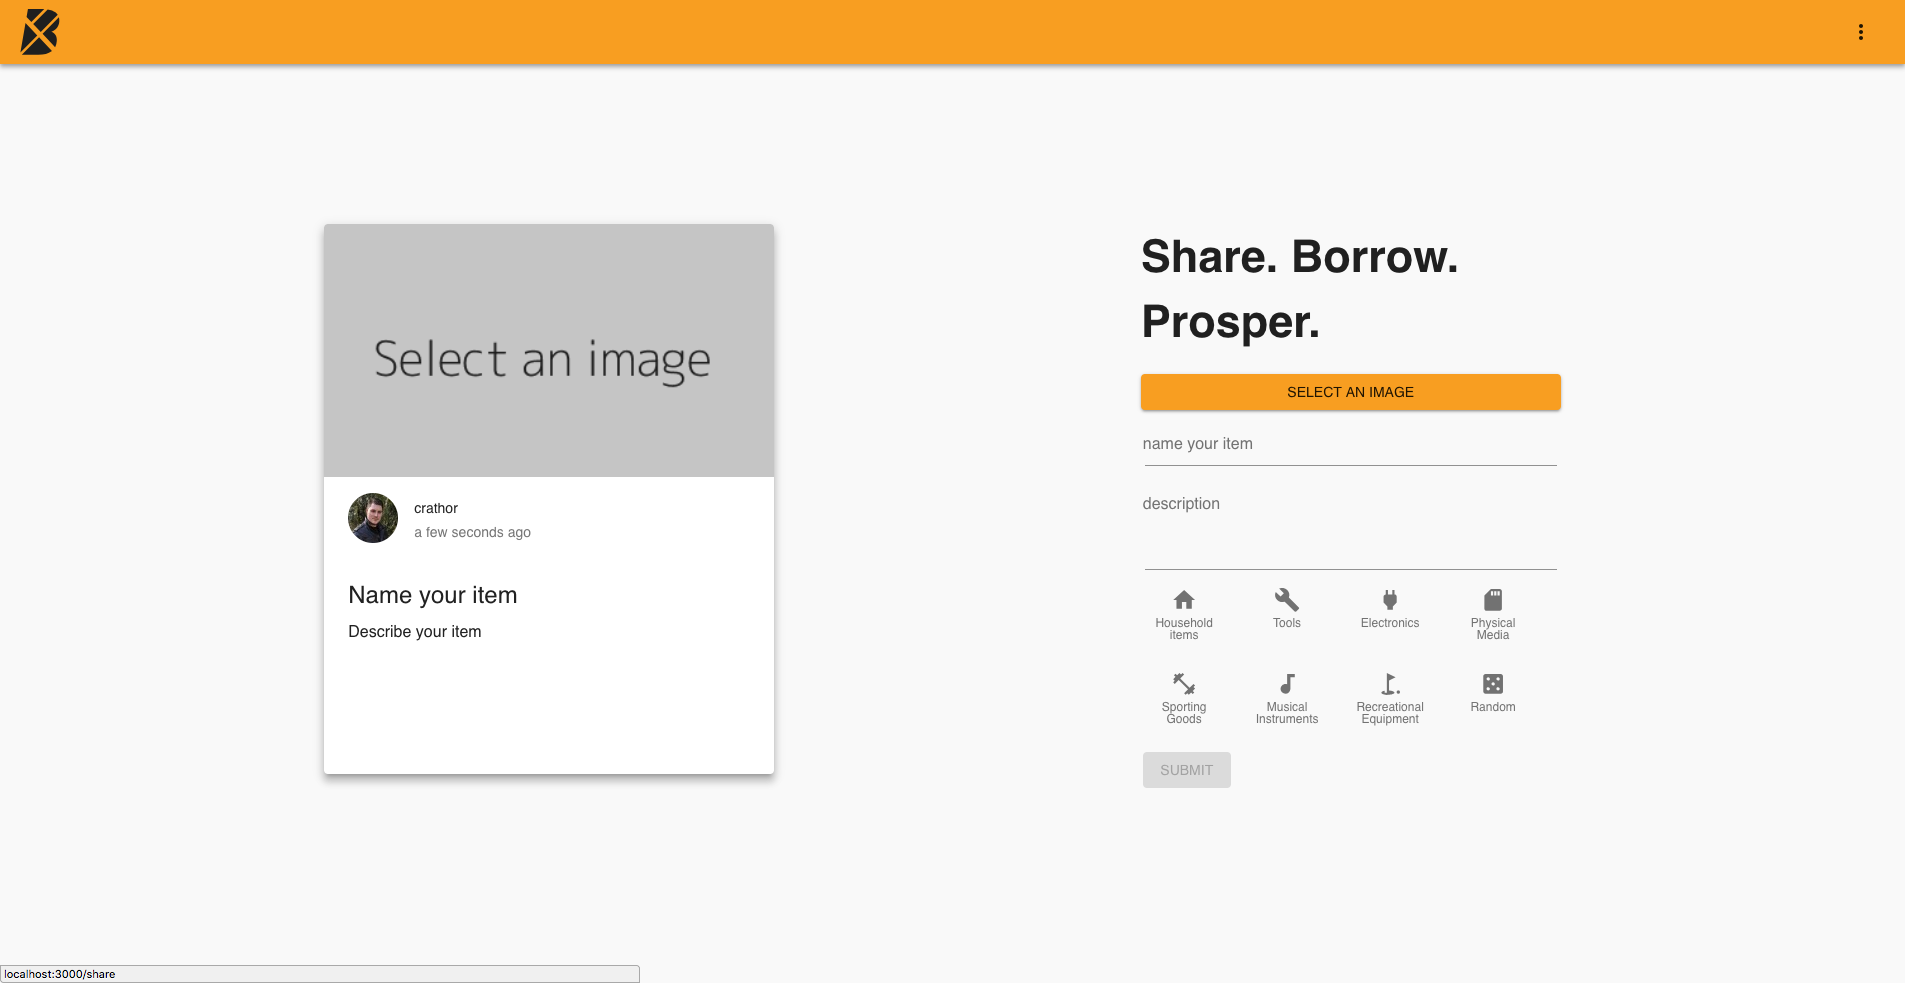 Select an image
crathor
a few seconds ago
Name your item
Describe your item
Share. Borrow.
Prosper.
SELECT AN IMAGE
name your item
description
Household
items
Tools
Electronics
Physical
Media
Sporting
Goods
Musical
Instruments
Recreational
Equipment
Random
SUBMIT
localhost:3000/share